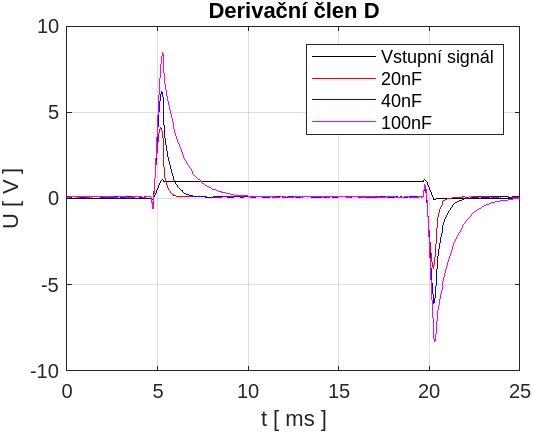 Derivační člen D
10
5
0
-5
-10
U [ V ]
Vstupní signál
20nF
40nF
100nF
0
5
10
15
20
25
t [ ms ]